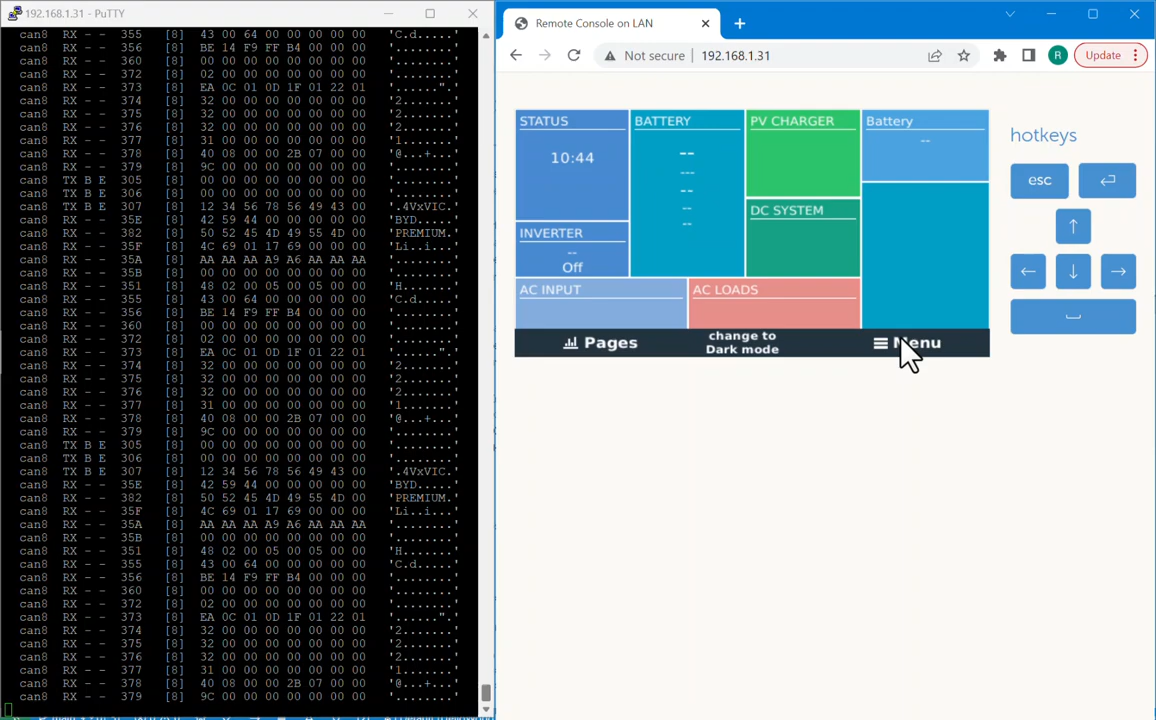 192.168.1.31 - PuTTY
can8 RX - - 355 [8] 43 00 64 00 00 00 00 00 'C.d.....'
can8 RX - - 356 [8] BE 14 F9 FF B4 00 00 00 '........'
can8 RX - - 360 [8] 00 00 00 00 00 00 00 00 '........'
can8 RX - - 372 [8] 02 00 00 00 00 00 00 00 '........'
can8 RX - - 373 [8] EA 0C 01 0D 1F 01 22 01 '......".'
can8 RX - - 374 [8] 32 00 00 00 00 00 00 00 '2.......'
can8 RX - - 375 [8] 32 00 00 00 00 00 00 00 '2.......'
can8 RX - - 376 [8] 32 00 00 00 00 00 00 00 '2.......'
can8 RX - - 377 [8] 31 00 00 00 00 00 00 00 '1.......'
can8 RX - - 378 [8] 40 08 00 00 2B 07 00 00 '@...+...'
can8 RX - - 379 [8] 9C 00 00 00 00 00 00 00 '........'
can8 TX B E 305 [8] 00 00 00 00 00 00 00 00 '........'
can8 TX B E 306 [8] 00 00 00 00 00 00 00 00 '........'
can8 TX B E 307 [8] 12 34 56 78 56 49 43 00 '.4VxVIC.'
can8 RX - - 35E [8] 42 59 44 00 00 00 00 00 'BYD.....'
can8 RX - - 382 [8] 50 52 45 4D 49 55 4D 00 'PREMIUM.'
can8 RX - - 35F [8] 4C 69 01 17 69 00 00 00 'Li..i...'
can8 RX - - 35A [8] AA AA AA A9 A6 AA AA AA '........'
can8 RX - - 35B [8] 00 00 00 00 00 00 00 00 '........'
can8 RX - - 351 [8] 48 02 00 05 00 05 00 00 'H.......'
can8 RX - - 355 [8] 43 00 64 00 00 00 00 00 'C.d.....'
can8 RX - - 356 [8] BE 14 F9 FF B4 00 00 00 '........'
can8 RX - - 360 [8] 00 00 00 00 00 00 00 00 '........'
can8 RX - - 372 [8] 02 00 00 00 00 00 00 00 '........'
can8 RX - - 373 [8] EA 0C 01 0D 1F 01 22 01 '......".'
can8 RX - - 374 [8] 32 00 00 00 00 00 00 00 '2.......'
can8 RX - - 375 [8] 32 00 00 00 00 00 00 00 '2.......'
can8 RX - - 376 [8] 32 00 00 00 00 00 00 00 '2.......'
can8 RX - - 377 [8] 31 00 00 00 00 00 00 00 '1.......'
can8 RX - - 378 [8] 40 08 00 00 2B 07 00 00 '@...+...'
can8 RX - - 379 [8] 9C 00 00 00 00 00 00 00 '........'
can8 TX B E 305 [8] 00 00 00 00 00 00 00 00 '........'
can8 TX B E 306 [8] 00 00 00 00 00 00 00 00 '........'
can8 TX B E 307 [8] 12 34 56 78 56 49 43 00 '.4VxVIC.'
can8 RX - - 35E [8] 42 59 44 00 00 00 00 00 'BYD.....'
can8 RX - - 382 [8] 50 52 45 4D 49 55 4D 00 'PREMIUM.'
can8 RX - - 35F [8] 4C 69 01 17 69 00 00 00 'Li..i...'
can8 RX - - 35A [8] AA AA AA A9 A6 AA AA AA '........'
can8 RX - - 35B [8] 00 00 00 00 00 00 00 00 '........'
can8 RX - - 351 [8] 48 02 00 05 00 05 00 00 'H.......'
can8 RX - - 355 [8] 43 00 64 00 00 00 00 00 'C.d.....'
can8 RX - - 356 [8] BE 14 F9 FF B4 00 00 00 '........'
can8 RX - - 360 [8] 00 00 00 00 00 00 00 00 '........'
can8 RX - - 372 [8] 02 00 00 00 00 00 00 00 '........'
can8 RX - - 373 [8] EA 0C 01 0D 1F 01 22 01 '......".'
can8 RX - - 374 [8] 32 00 00 00 00 00 00 00 '2.......'
can8 RX - - 375 [8] 32 00 00 00 00 00 00 00 '2.......'
can8 RX - - 376 [8] 32 00 00 00 00 00 00 00 '2.......'
can8 RX - - 377 [8] 31 00 00 00 00 00 00 00 '1.......'
can8 RX - - 378 [8] 40 08 00 00 2B 07 00 00 '@...+...'
can8 RX - - 379 [8] 9C 00 00 00 00 00 00 00 '........'
Remote Console on LAN
Not secure 192.168.1.31
R
Update
STATUS
10:44
BATTERY
--
---
--
--
--
PV CHARGER
Battery
--
DC SYSTEM
INVERTER
--
Off
AC INPUT
AC LOADS
Pages
change to
Dark mode
Menu
hotkeys
esc